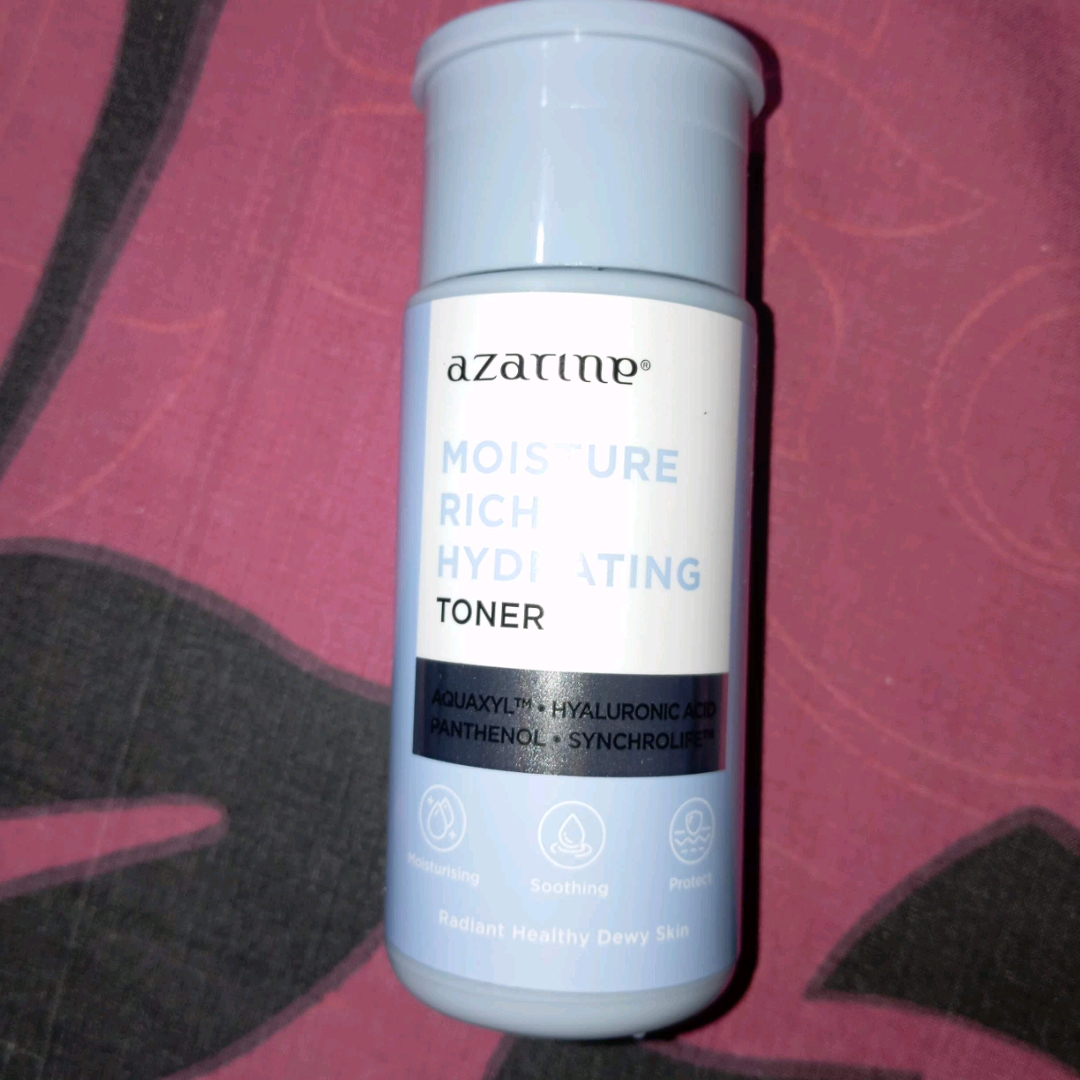 azarine®
MOISTURE
RICH
HYDRATING
TONER
AQUAXYL™ • HYALURONIC ACID
PANTHENOL • SYNCHROLIFE™
Moisturising
Soothing
Protect
Radiant Healthy Dewy Skin